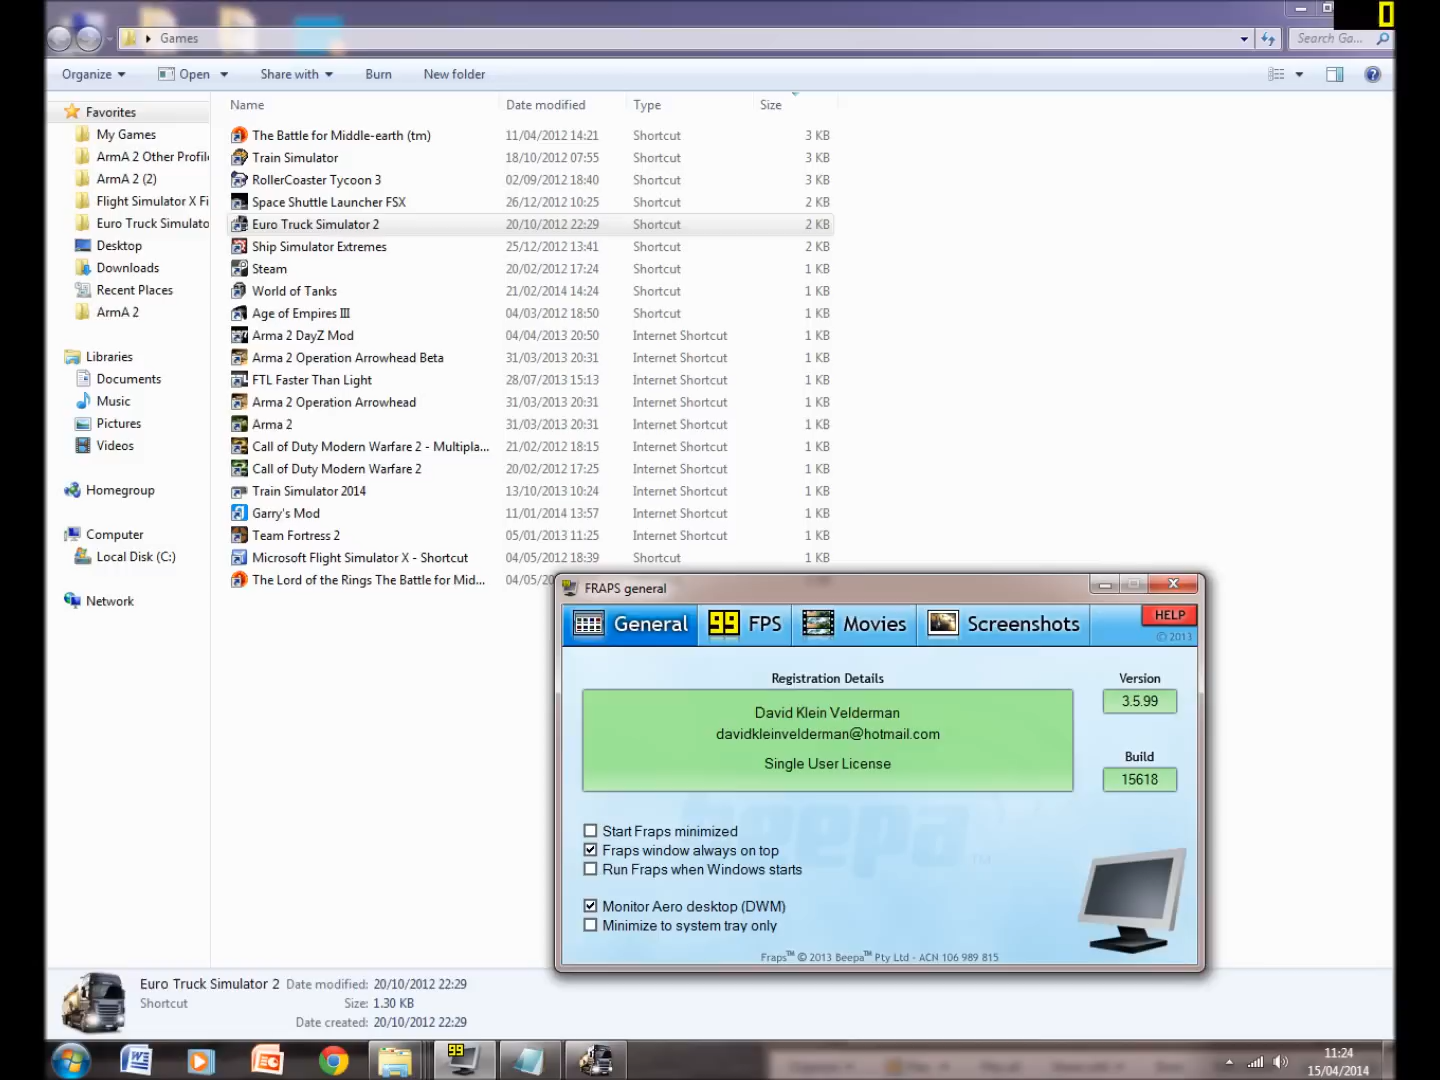 0
Games
Search Ga...
Organize
Open
Share with
Burn
New folder
Name
Date modified
Type
Size
Favorites
My Games
ArmA 2 Other Profil
ArmA 2 (2)
Flight Simulator X Fi
Euro Truck Simulato
Desktop
Downloads
Recent Places
ArmA 2
Libraries
Documents
Music
Pictures
Videos
Homegroup
Computer
Local Disk (C:)
Network
The Battle for Middle-earth (tm) 11/04/2012 14:21 Shortcut 3 KB
Train Simulator 18/10/2012 07:55 Shortcut 3 KB
RollerCoaster Tycoon 3 02/09/2012 18:40 Shortcut 3 KB
Space Shuttle Launcher FSX 26/12/2012 10:25 Shortcut 2 KB
Euro Truck Simulator 2 20/10/2012 22:29 Shortcut 2 KB
Ship Simulator Extremes 25/12/2012 13:41 Shortcut 2 KB
Steam 20/02/2012 17:24 Shortcut 1 KB
World of Tanks 21/02/2014 14:24 Shortcut 1 KB
Age of Empires III 04/03/2012 18:50 Shortcut 1 KB
Arma 2 DayZ Mod 04/04/2013 20:50 Internet Shortcut 1 KB
Arma 2 Operation Arrowhead Beta 31/03/2013 20:31 Internet Shortcut 1 KB
FTL Faster Than Light 28/07/2013 15:13 Internet Shortcut 1 KB
Arma 2 Operation Arrowhead 31/03/2013 20:31 Internet Shortcut 1 KB
Arma 2 31/03/2013 20:31 Internet Shortcut 1 KB
Call of Duty Modern Warfare 2 - Multipla... 21/02/2012 18:15 Internet Shortcut 1 KB
Call of Duty Modern Warfare 2 20/02/2012 17:25 Internet Shortcut 1 KB
Train Simulator 2014 13/10/2013 10:24 Internet Shortcut 1 KB
Garry's Mod 11/01/2014 13:57 Internet Shortcut 1 KB
Team Fortress 2 05/01/2013 11:25 Internet Shortcut 1 KB
Microsoft Flight Simulator X - Shortcut 04/05/2012 18:39 Shortcut 1 KB
The Lord of the Rings The Battle for Mid... 04/05/20
FRAPS general
General
99 FPS
Movies
Screenshots
HELP
© 2013
Registration Details
David Klein Velderman
davidkleinvelderman@hotmail.com
Single User License
Version
3.5.99
Build
15618
beepa™
Start Fraps minimized
Fraps window always on top
Run Fraps when Windows starts
Monitor Aero desktop (DWM)
Minimize to system tray only
Fraps™ © 2013 Beepa™ Pty Ltd - ACN 106 989 815
Euro Truck Simulator 2 Date modified: 20/10/2012 22:29
Shortcut Size: 1.30 KB
Date created: 20/10/2012 22:29
99
11:24
15/04/2014